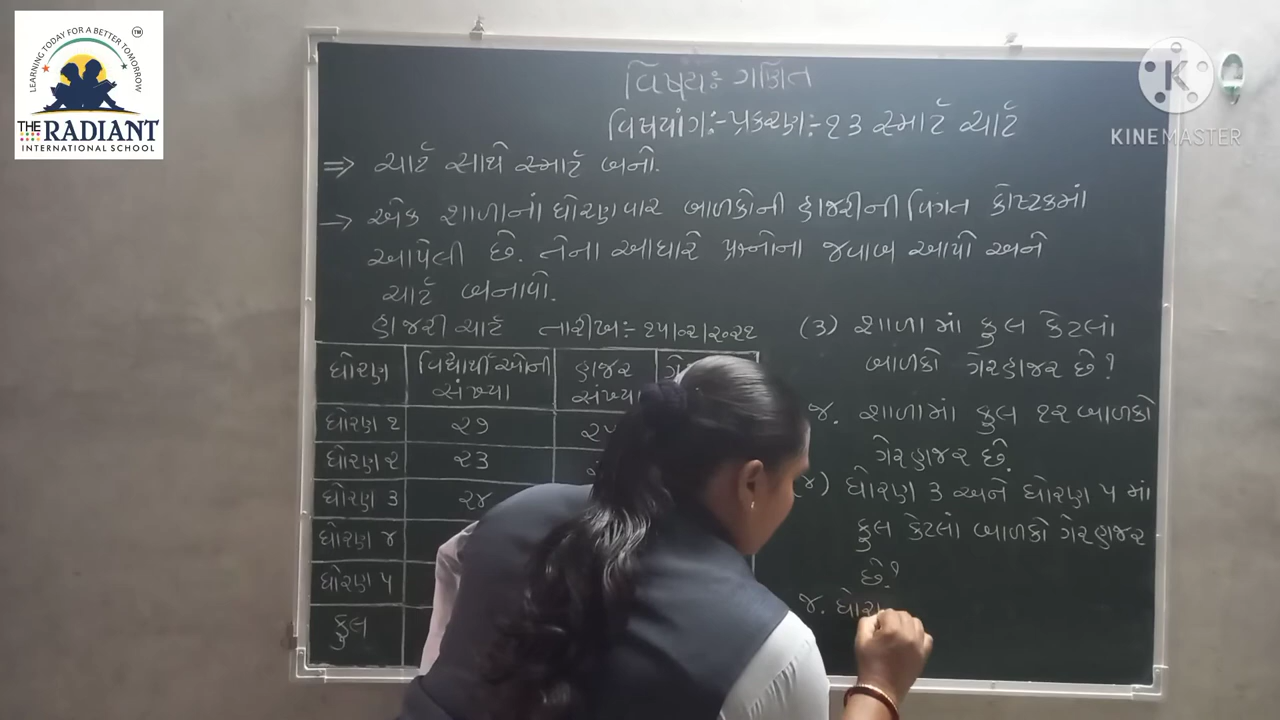 LEARNING TODAY FOR A BETTER TOMORROW
TM
THE RADIANT
INTERNATIONAL SCHOOL
KINEMASTER
વિષય:- ગણિત
વિષયાંગ:- પ્રકરણ:- ૧૩ સ્માર્ટ ચાર્ટ
⇒ ચાર્ટ સાથે સ્માર્ટ બનો.
→ એક શાળાનાં ધોરણવાર બાળકોની હાજરીની વિગત કોષ્ટકમાં
આપેલી છે. તેના આધારે પ્રશ્નોના જવાબ આપો અને
ચાર્ટ બનાવો.
હાજરી ચાર્ટ તારીખ:- ૧૫/૦૨/૨૦૨૧
ધોરણ વિદ્યાર્થીઓની સંખ્યા હાજર સંખ્યા
ધોરણ ૧ ૨૭
ધોરણ ૨ ૨૩
ધોરણ ૩ ૨૪
ધોરણ ૪
ધોરણ ૫
કુલ
(૩) શાળામાં કુલ કેટલાં
બાળકો ગેરહાજર છે?
જ. શાળામાં કુલ ૧૨ બાળકો
ગેરહાજર છે.
(૪) ધોરણ ૩ અને ધોરણ ૫ માં
કુલ કેટલાં બાળકો ગેરહાજર
છે?
જ. ધોર